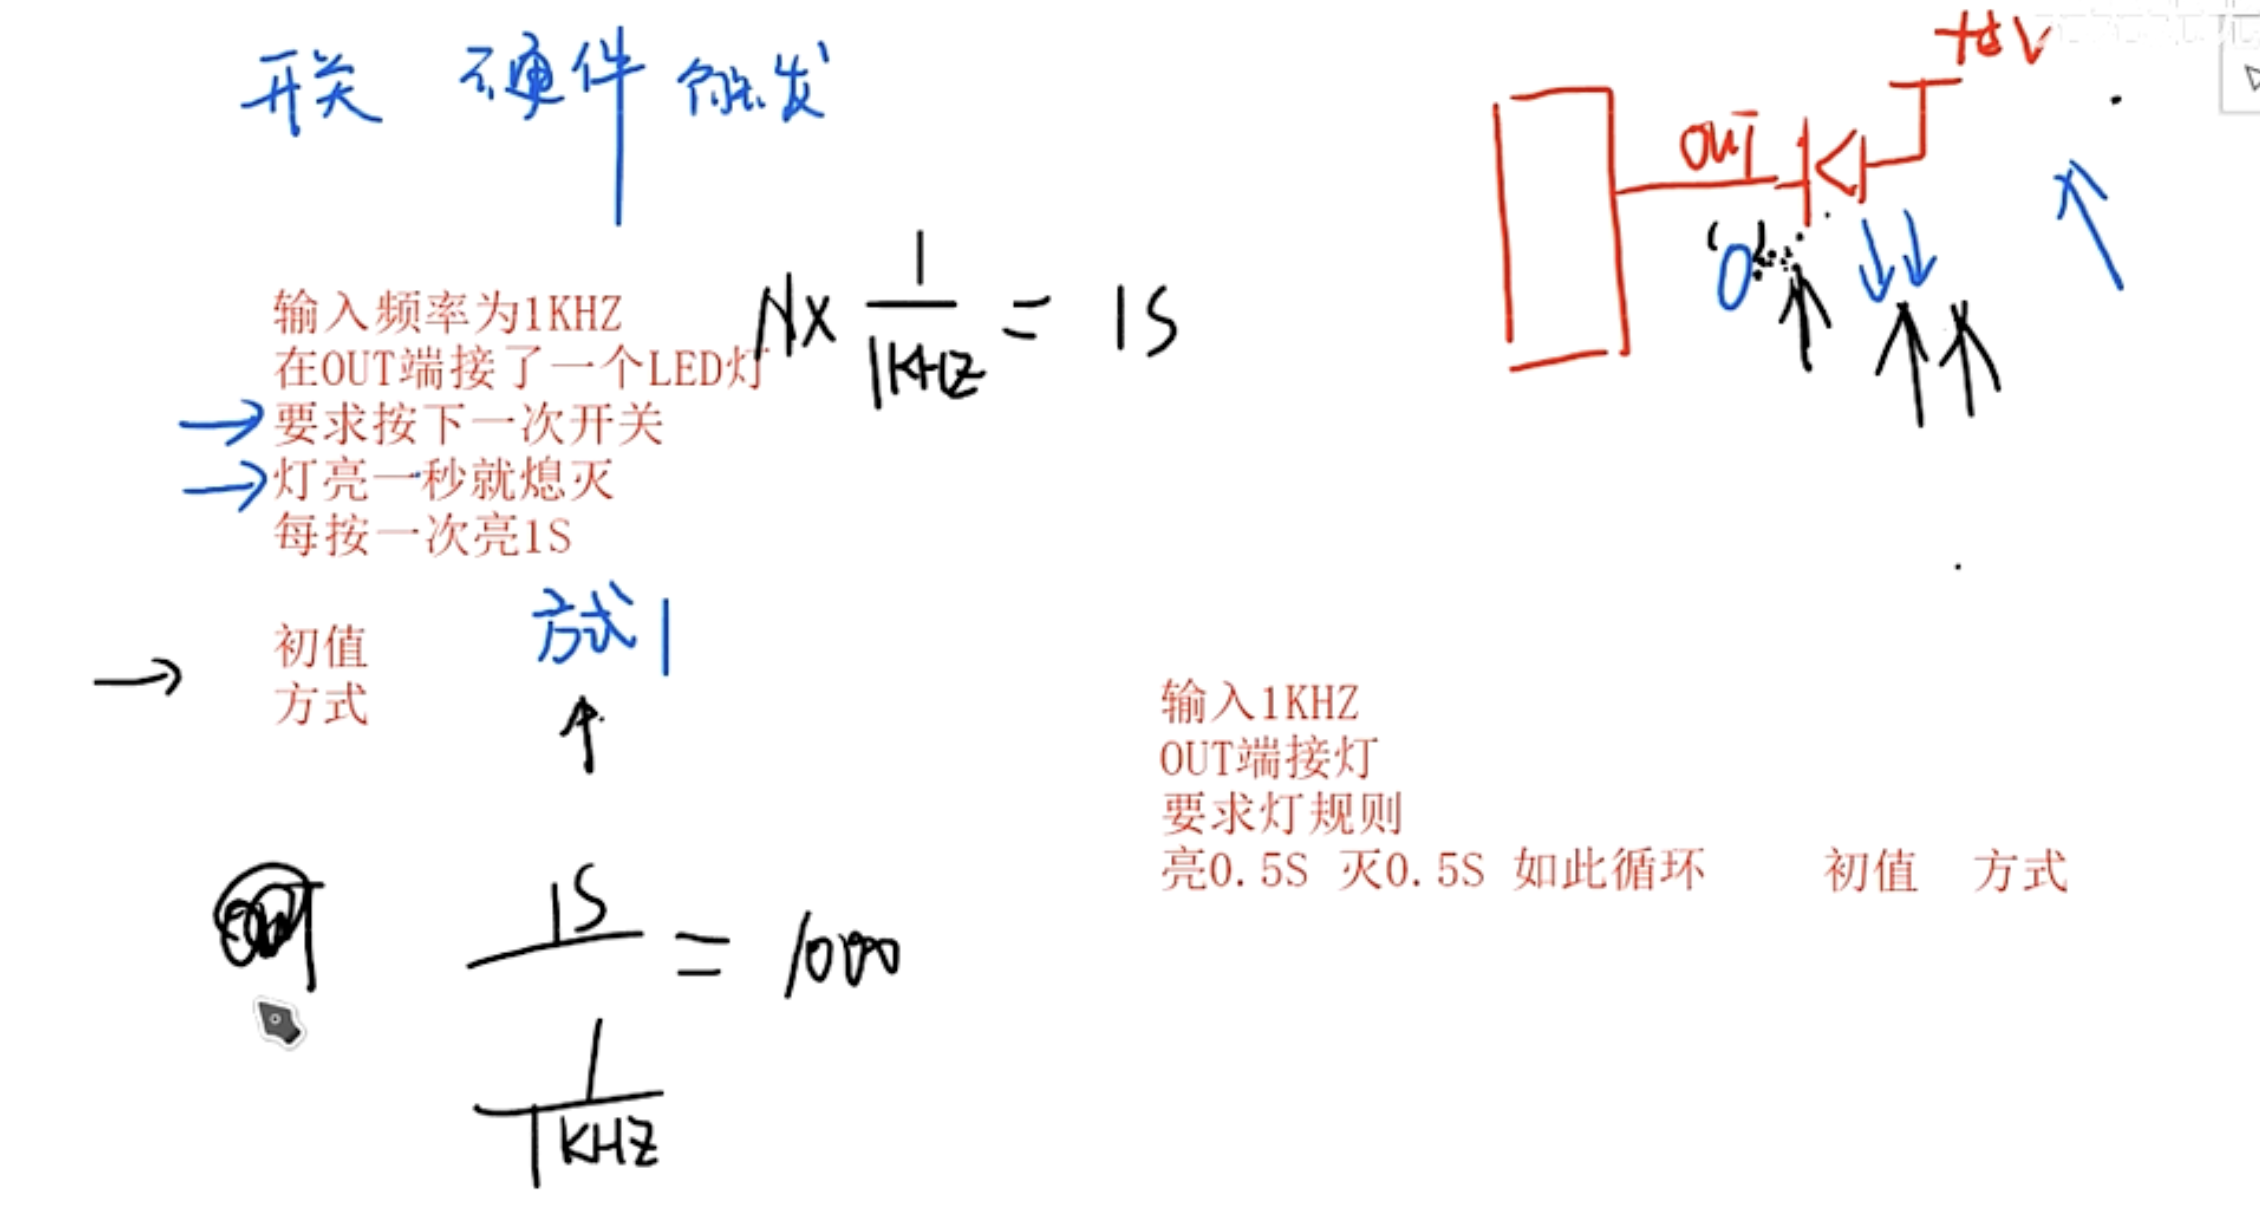 开关 硬件 触发
+5V
OUT
'0'
N× 1/1KHZ = 1S
输入频率为1KHZ
在OUT端接了一个LED灯
→要求按下一次开关
→灯亮一秒就熄灭
每按一次亮1S
初值
方式
→
方式1
OUT
1S / 1/1KHZ = 1000
输入1KHZ
OUT端接灯
要求灯规则
亮0.5S 灭0.5S 如此循环 初值 方式